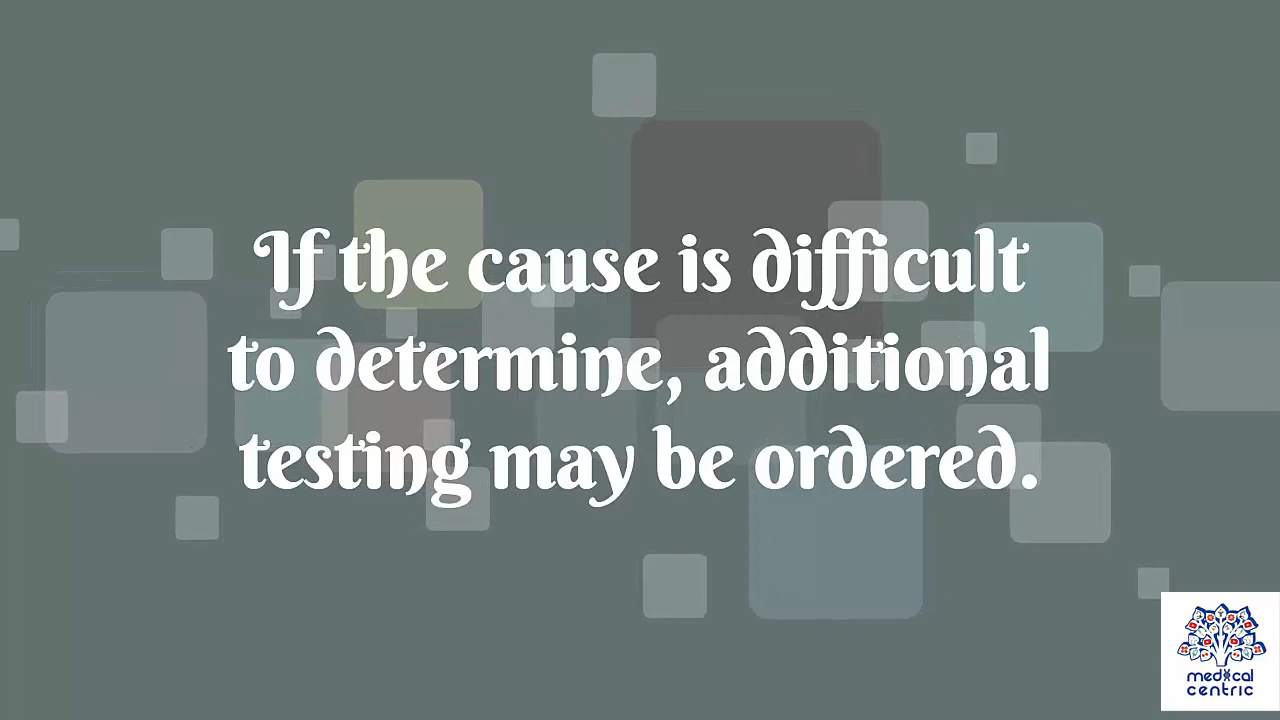 If the cause is difficult
to determine, additional
testing may be ordered.
medical
centric